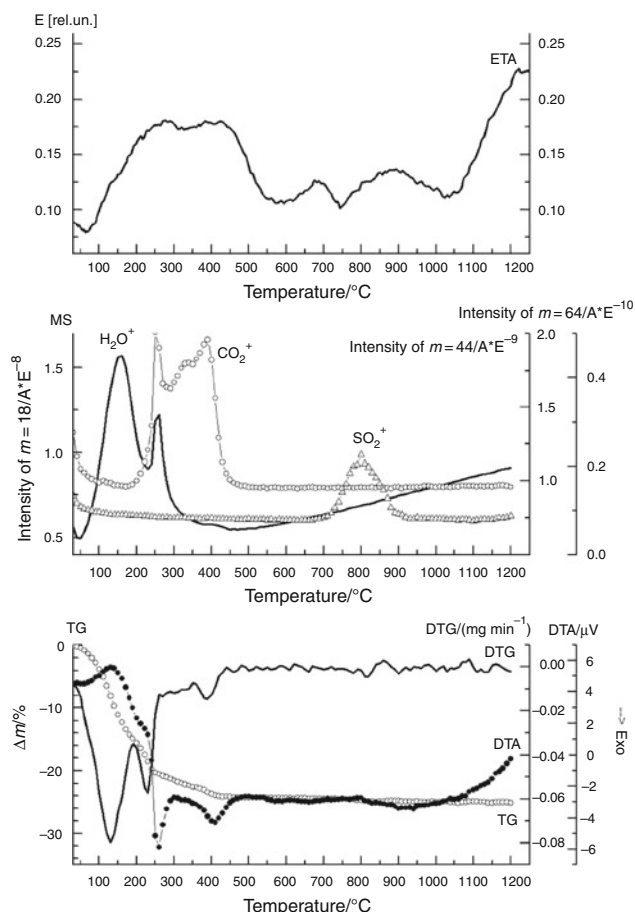 E [rel.un.]
0.25 ETA 0.25
0.20 0.20
0.15 0.15
0.10 0.10
100 200 300 400 500 600 700 800 900 1000 1100 1200
Temperature/°C
Intensity of m = 64/A*E⁻¹⁰
MS H₂O⁺ Intensity of m = 44/A*E⁻⁹ 2.0
CO₂⁺
1.5 0.4
1.5
SO₂⁺
1.0 1.0 0.2
0.5 0.0
Intensity of m = 18/A*E⁻⁸
100 200 300 400 500 600 700 800 900 1000 1100 1200
Temperature/°C
TG DTG/(mg min⁻¹) DTA/μV
0 DTG 0.00 6
4
−10 −0.02 2
DTA −0.04 0
−20 −2
−0.06 −4
TG
−30 −0.08 −6
Δm/%
--> Exo
100 200 300 400 500 600 700 800 900 1000 1100 1200
Temperature/°C